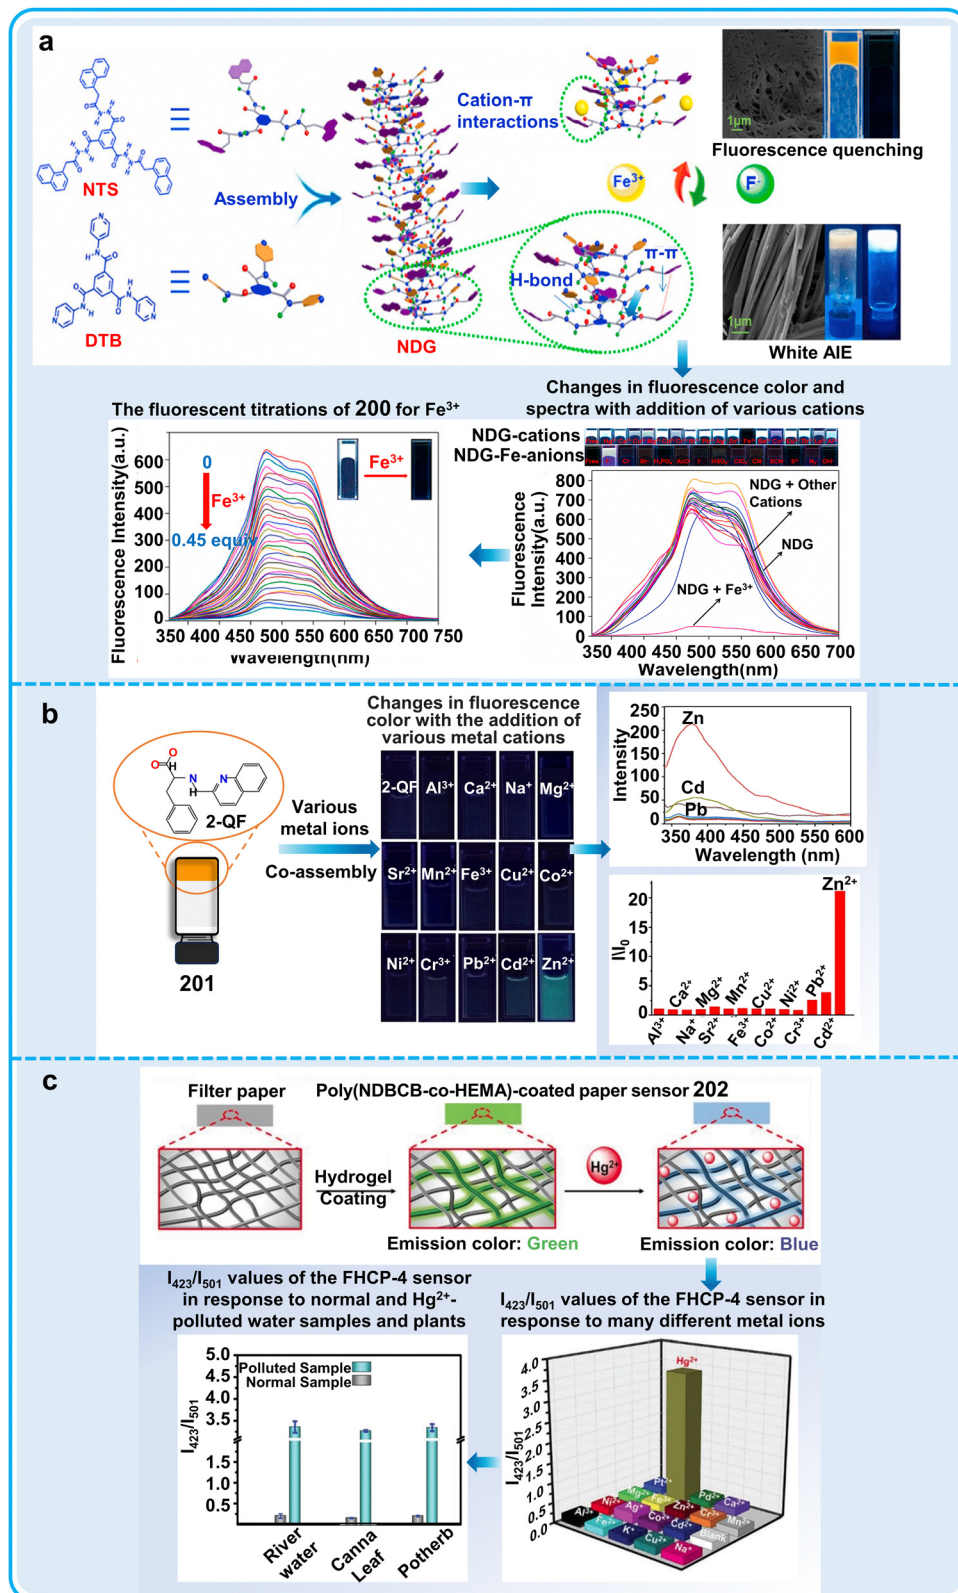 a
NTS
DTB
Assembly
NDG
Cation-π
interactions
Fe³⁺
F⁻
H-bond
π-π
1μm
Fluorescence quenching
1μm
White AIE
The fluorescent titrations of 200 for Fe³⁺
Fluorescence Intensity(a.u.)
600
500
400
300
200
100
0
0
Fe³⁺
0.45 equiv
Fe³⁺
350 400 450 500 550 600 650 700 750
Wavelength(nm)
Changes in fluorescence color and
spectra with addition of various cations
NDG-cations
NDG-Fe-anions
Fluorescence
Intensity(a.u.)
800
700
600
500
400
300
200
100
0
NDG + Other
Cations
NDG
NDG + Fe³⁺
350 400 450 500 550 600 650 700
Wavelength(nm)
b
2-QF
201
Various
metal ions
Co-assembly
Changes in fluorescence
color with the addition of
various metal cations
2-QF Al³⁺ Ca²⁺ Na⁺ Mg²⁺
Sr²⁺ Mn²⁺ Fe³⁺ Cu²⁺ Co²⁺
Ni²⁺ Cr³⁺ Pb²⁺ Cd²⁺ Zn²⁺
Intensity
250
200
150
100
50
0
Zn
Cd
Pb
350 400 450 500 550 600
Wavelength (nm)
I\I₀
20
15
10
5
0
Zn²⁺
Ca²⁺ Mg²⁺ Mn²⁺ Cu²⁺ Ni²⁺ Pb²⁺
Al³⁺ Na⁺ Sr²⁺ Fe³⁺ Co²⁺ Cr³⁺ Cd²⁺
c
Filter paper
Poly(NDBCB-co-HEMA)-coated paper sensor 202
Hydrogel
Coating
Hg²⁺
Emission color: Green
Emission color: Blue
I₄₂₃/I₅₀₁ values of the FHCP-4 sensor
in response to normal and Hg²⁺-
polluted water samples and plants
I₄₂₃/I₅₀₁
5.0
4.5
3.5
1.5
0.5
Polluted Sample
Normal Sample
River
water
Canna
Leaf
Potherb
I₄₂₃/I₅₀₁ values of the FHCP-4 sensor in
response to many different metal ions
I₄₂₃/I₅₀₁
4.0
3.5
3.0
2.5
2.0
1.5
1.0
0.5
0.0
Hg²⁺
Pt²⁺
Mg²⁺ Fe³⁺ Zn²⁺ Pd²⁺ Ca²⁺
Al³⁺ Ni²⁺ Ag⁺ Co²⁺ Cd²⁺ Cr³⁺ Mn²⁺
Fe²⁺ K⁺ Cu²⁺ Na⁺ Blank